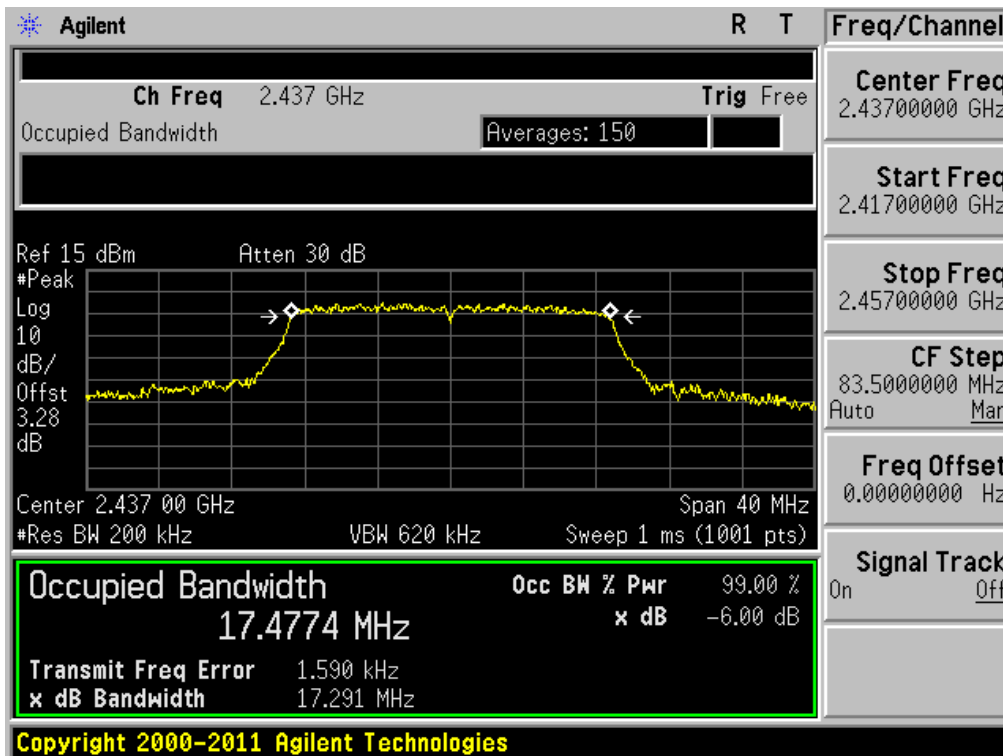 Agilent R T
Ch Freq 2.437 GHz Trig Free
Occupied Bandwidth Averages: 150
Ref 15 dBm Atten 30 dB
#Peak
Log
10
dB/
Offst
3.28
dB
Center 2.437 00 GHz Span 40 MHz
#Res BW 200 kHz VBW 620 kHz Sweep 1 ms (1001 pts)
Occupied Bandwidth
17.4774 MHz
Occ BW % Pwr 99.00 %
x dB -6.00 dB
Transmit Freq Error 1.590 kHz
x dB Bandwidth 17.291 MHz
Copyright 2000-2011 Agilent Technologies
Freq/Channel
Center Freq
2.43700000 GHz
Start Freq
2.41700000 GHz
Stop Freq
2.45700000 GHz
CF Step
83.5000000 MHz
Auto Man
Freq Offset
0.00000000 Hz
Signal Track
On Off